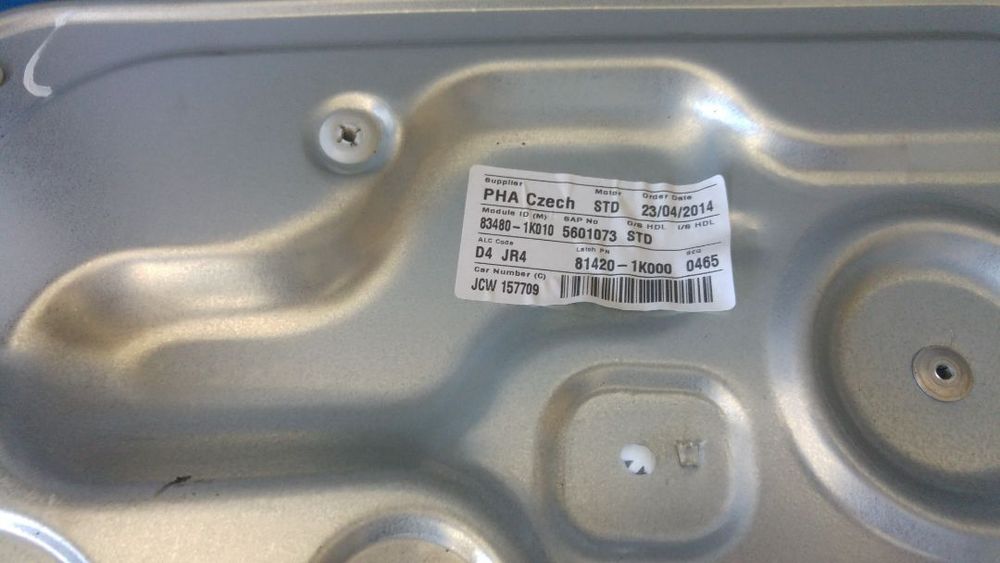 Supplier Motor Order Date
PHA Czech STD 23/04/2014
Module ID (M) SAP No O/S HDL I/S HDL
83480-1K010 5601073 STD
ALC Code Latch PN SEQ
D4 JR4 81420-1K000 0465
Car Number (C)
JCW 157709